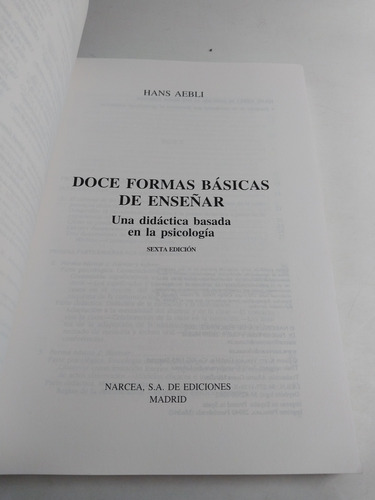 HANS AEBLI
DOCE FORMAS BÁSICAS
DE ENSEÑAR
Una didáctica basada
en la psicología
SEXTA EDICIÓN
NARCEA, S.A. DE EDICIONES
MADRID